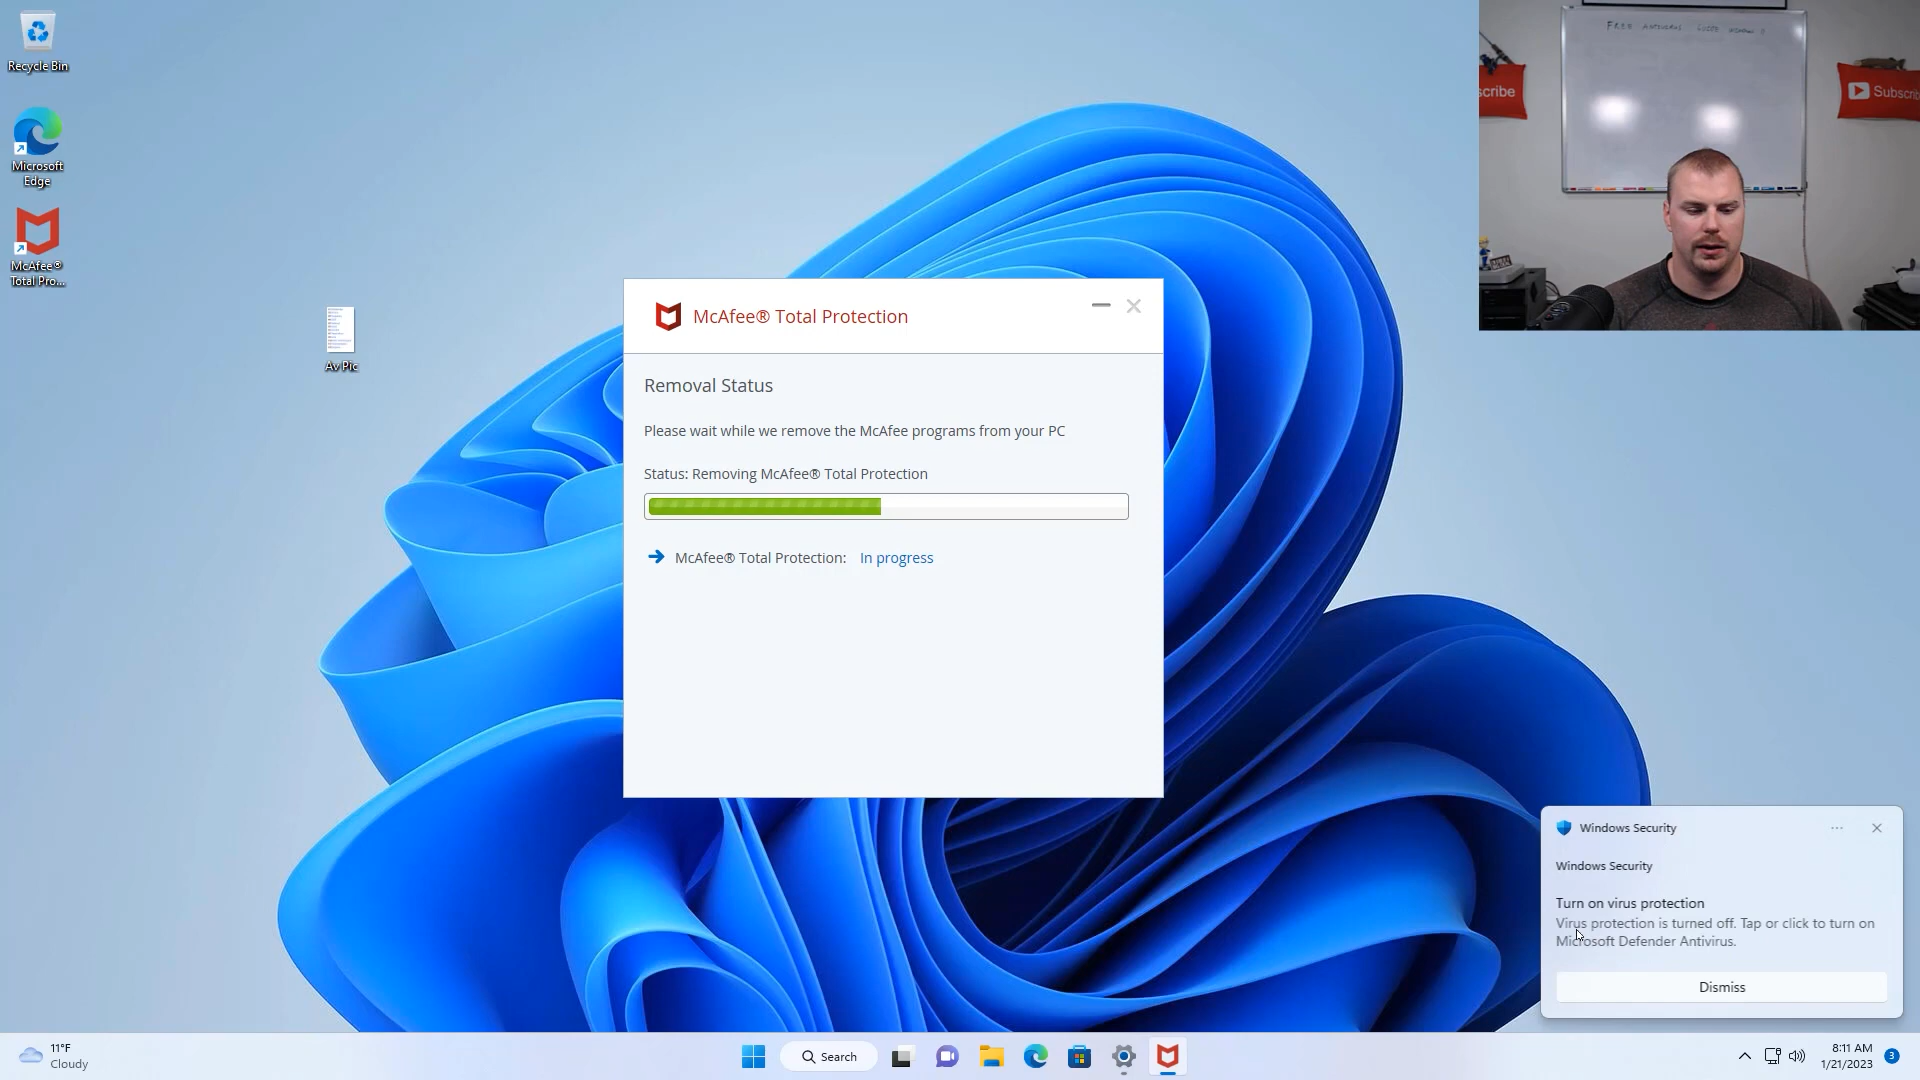 Recycle Bin
Microsoft
Edge
McAfee®
Total Pro...
Av Pic
McAfee® Total Protection
Removal Status
Please wait while we remove the McAfee programs from your PC
Status: Removing McAfee® Total Protection
McAfee® Total Protection: In progress
FREE ANTIVIRUS
scribe
Subscrib
Windows Security
Windows Security
Turn on virus protection
Virus protection is turned off. Tap or click to turn on
Microsoft Defender Antivirus.
Dismiss
11°F
Cloudy
Search
8:11 AM
1/21/2023
3